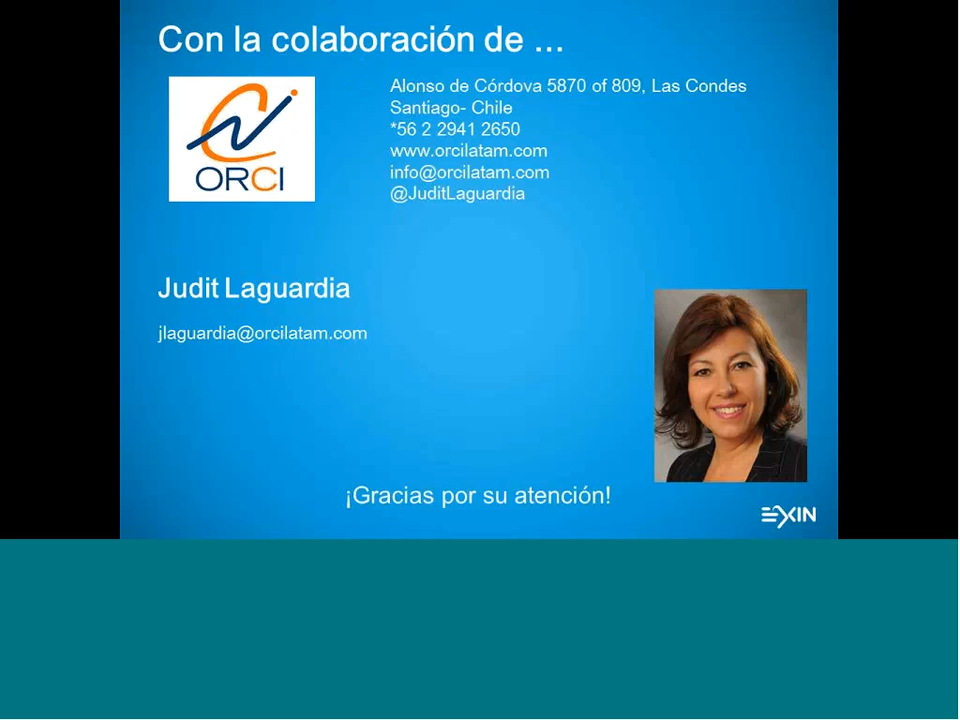 Con la colaboración de ...
ORCI
Alonso de Córdova 5870 of 809, Las Condes
Santiago- Chile
*56 2 2941 2650
www.orcilatam.com
info@orcilatam.com
@JuditLaguardia
Judit Laguardia
jlaguardia@orcilatam.com
¡Gracias por su atención!
EXIN